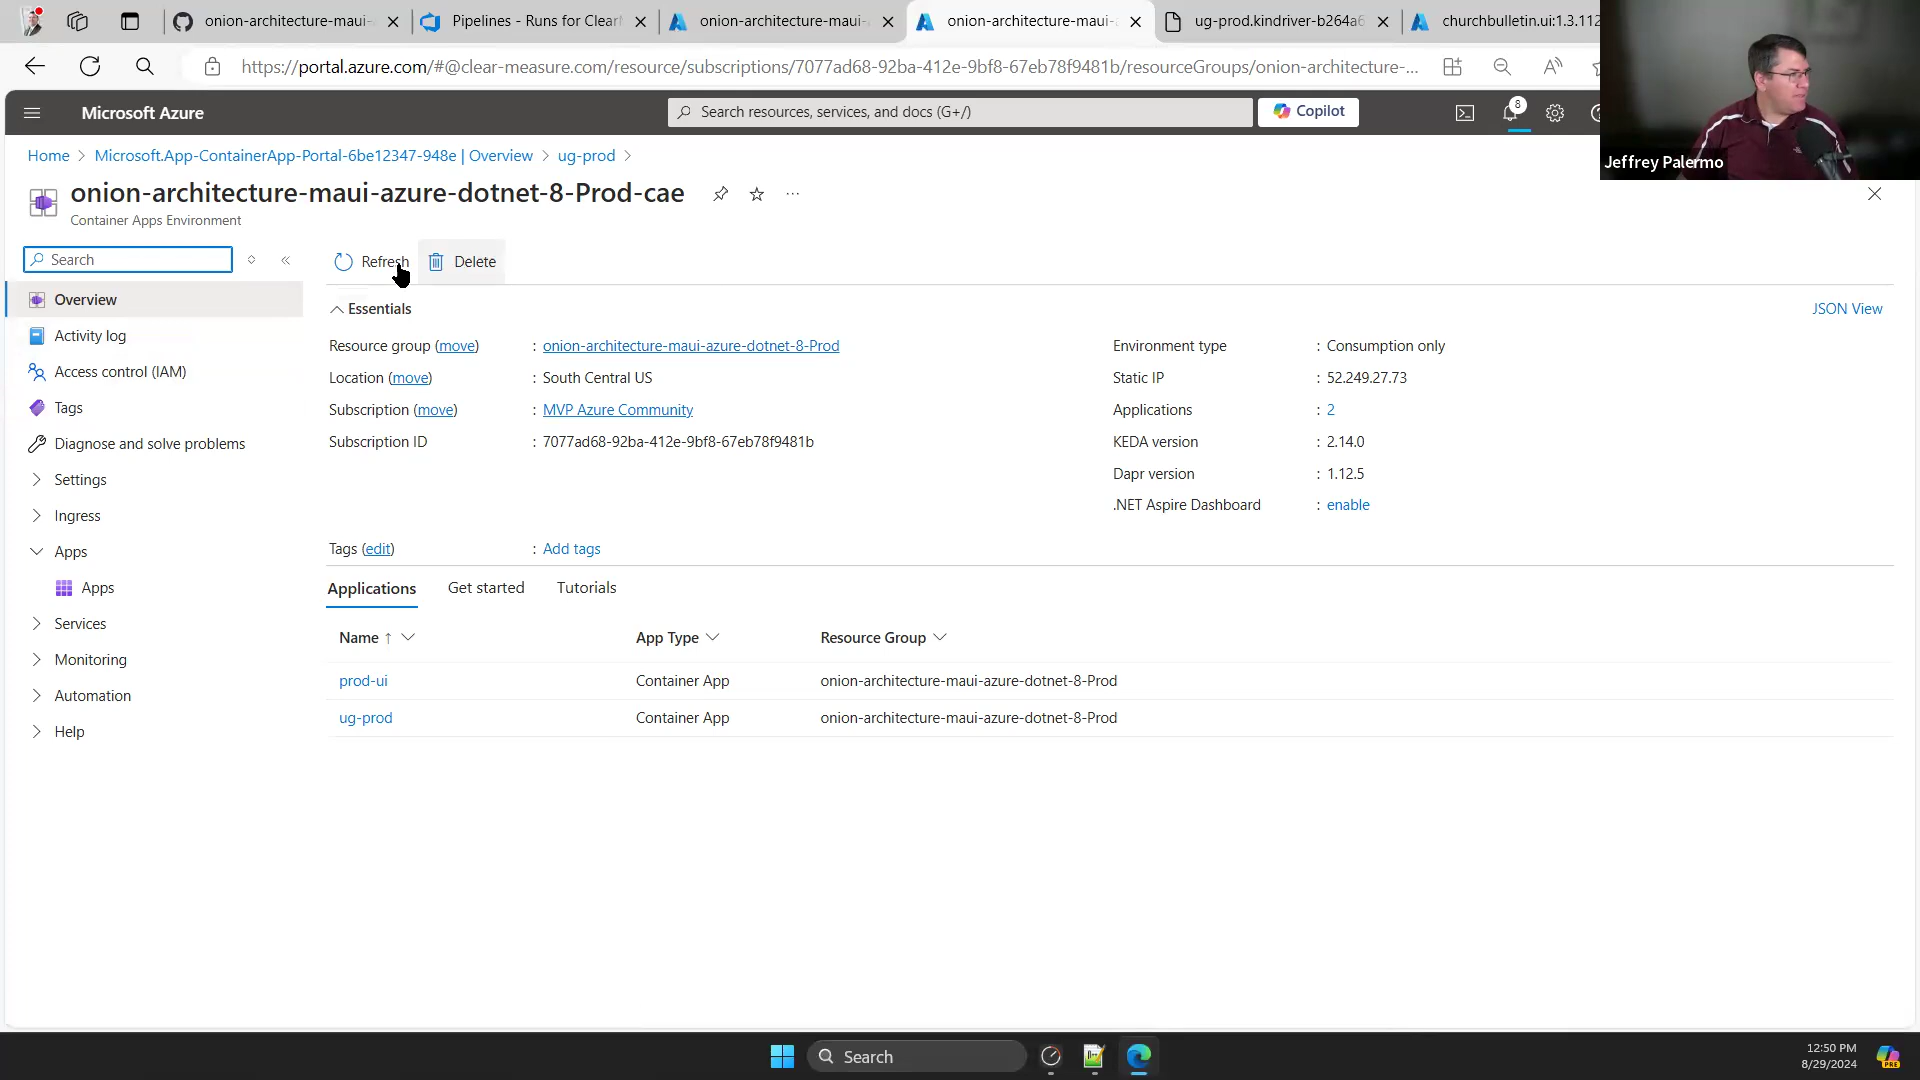 onion-architecture-maui-
Pipelines - Runs for Clear
onion-architecture-maui-
onion-architecture-maui-
ug-prod.kindriver-b264a6
churchbulletin.ui:1.3.112
https://portal.azure.com/#@clear-measure.com/resource/subscriptions/7077ad68-92ba-412e-9bf8-67eb78f9481b/resourceGroups/onion-architecture-...
Microsoft Azure
Search resources, services, and docs (G+/)
Copilot
8
Jeffrey Palermo
Home > Microsoft.App-ContainerApp-Portal-6be12347-948e | Overview > ug-prod >
onion-architecture-maui-azure-dotnet-8-Prod-cae
Container Apps Environment
Search
Refresh
Delete
Overview
Activity log
Access control (IAM)
Tags
Diagnose and solve problems
Settings
Ingress
Apps
Apps
Services
Monitoring
Automation
Help
Essentials
JSON View
Resource group (move) : onion-architecture-maui-azure-dotnet-8-Prod
Location (move) : South Central US
Subscription (move) : MVP Azure Community
Subscription ID : 7077ad68-92ba-412e-9bf8-67eb78f9481b
Environment type : Consumption only
Static IP : 52.249.27.73
Applications : 2
KEDA version : 2.14.0
Dapr version : 1.12.5
.NET Aspire Dashboard : enable
Tags (edit) : Add tags
Applications Get started Tutorials
Name ↑ App Type Resource Group
prod-ui Container App onion-architecture-maui-azure-dotnet-8-Prod
ug-prod Container App onion-architecture-maui-azure-dotnet-8-Prod
Search
12:50 PM
8/29/2024
PRE